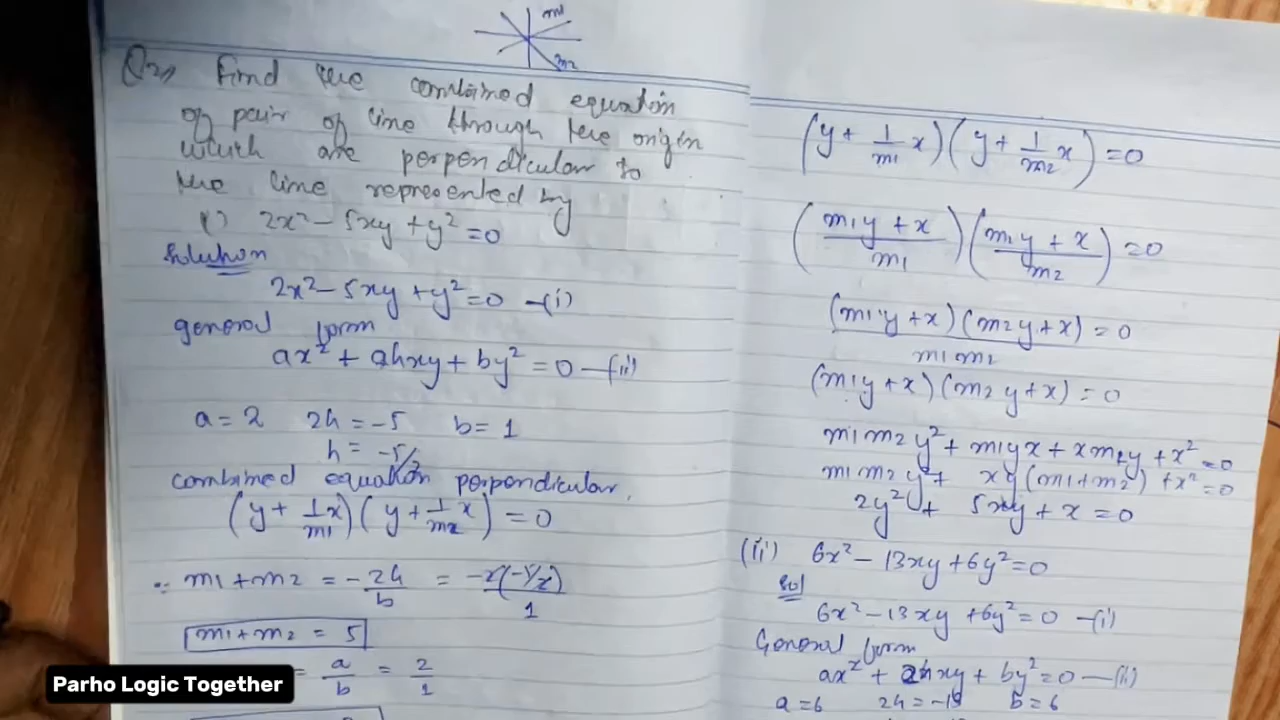 m1
m2
Q2) Find the combined equation
of pair of line through the origin
which are perpendicular to
the line represented by
(i) 2x² - 5xy + y² = 0
Solution
2x² - 5xy + y² = 0 -(i)
general form
ax² + 2hxy + by² = 0 -(ii)
a = 2 2h = -5 b = 1
h = -5/2
combined equation perpendicular.
(y + 1/m1 x)(y + 1/m2 x) = 0
∵ m1 + m2 = -2h/b =
1
m1 + m2 = 5
= a/b = 2/1
(y + 1/m1 x)(y + 1/m2 x) = 0
(m1y + x / m1)(m2y + x / m2) = 0
(m1y + x)(m2y + x) / m1m2 = 0
(m1y + x)(m2y + x) = 0
m1m2y² + m1yx + xm2y + x² = 0
m1m2y² + xy(m1+m2) + x² = 0
2y² + 5xy + x = 0
(ii) 6x² - 13xy + 6y² = 0
Sol
6x² - 13xy + 6y² = 0 -(i)
General form
ax² + 2hxy + by² = 0 -(ii)
a = 6 2h = -13 b = 6
Parho Logic Together